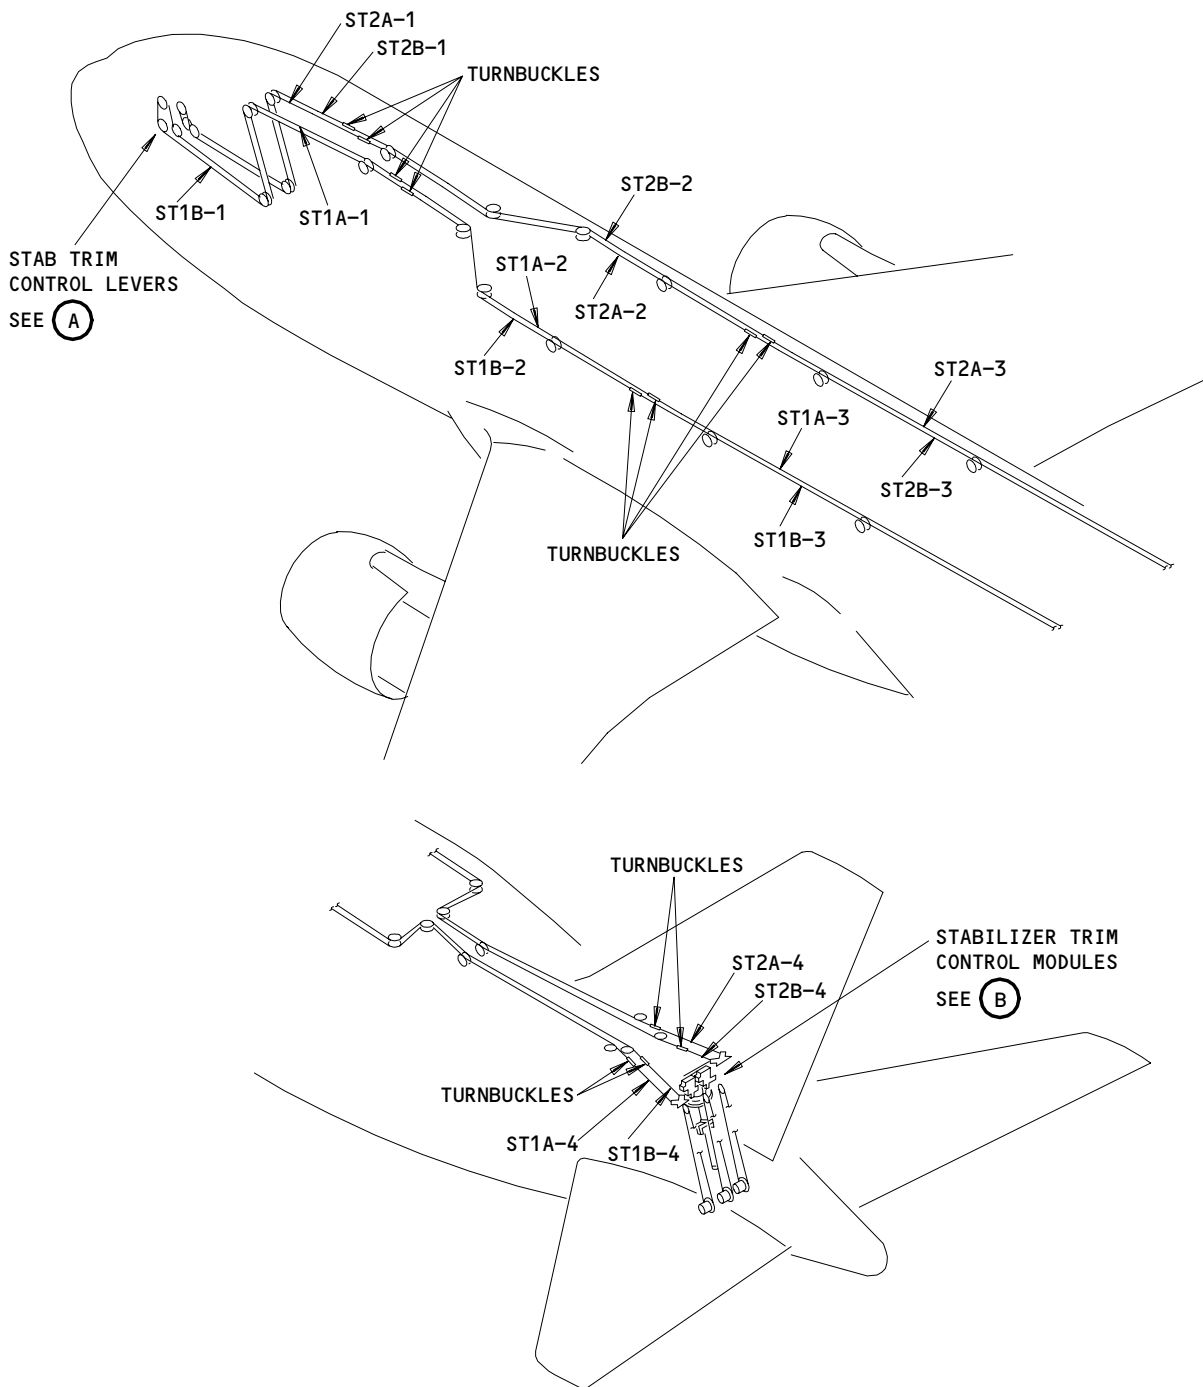 ST2A-1
ST2B-1
TURNBUCKLES
ST2B-2
ST1B-1
ST1A-1
STAB TRIM
CONTROL LEVERS
SEE A
ST1A-2
ST2A-2
ST1B-2
ST2A-3
ST1A-3
ST2B-3
ST1B-3
TURNBUCKLES
TURNBUCKLES
STABILIZER TRIM
CONTROL MODULES
SEE B
ST2A-4
ST2B-4
TURNBUCKLES
ST1A-4
ST1B-4